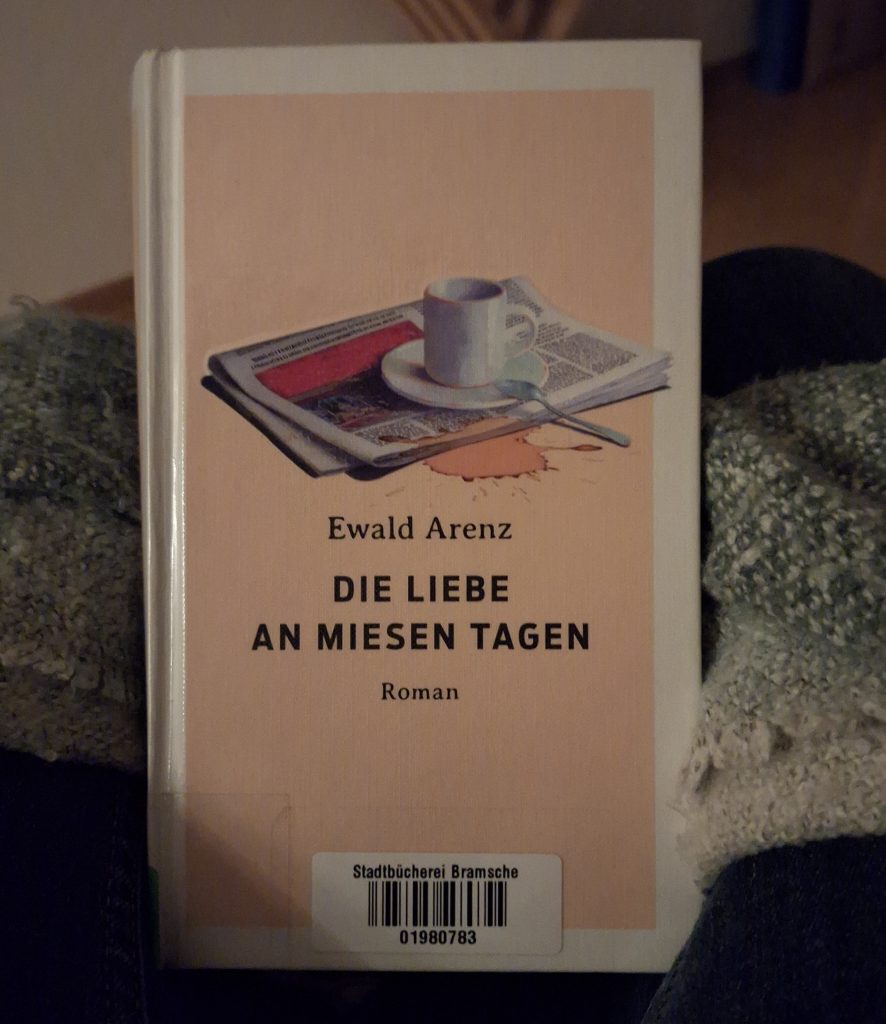 Ewald Arenz
DIE LIEBE
AN MIESEN TAGEN
Roman
Stadtbücherei Bramsche
01980783